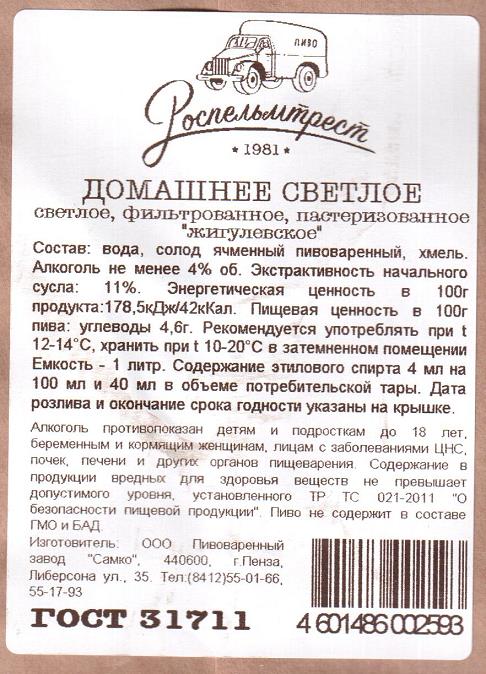 ПИВО
Роспельмтрест
* 1981 *
ДОМАШНЕЕ СВЕТЛОЕ
светлое, фильтрованное, пастеризованное
"жигулевское"
Состав: вода, солод ячменный пивоваренный, хмель.
Алкоголь не менее 4% об. Экстрактивность начального
сусла: 11%. Энергетическая ценность в 100г
продукта:178,5кДж/42кКал. Пищевая ценность в 100г
пива: углеводы 4,6г. Рекомендуется употреблять при t
12-14°С, хранить при t 10-20°С в затемненном помещении
Емкость - 1 литр. Содержание этилового спирта 4 мл на
100 мл и 40 мл в объеме потребительской тары. Дата
розлива и окончание срока годности указаны на крышке.
Алкоголь противопоказан детям и подросткам до 18 лет,
беременным и кормящим женщинам, лицам с заболеваниями ЦНС,
почек, печени и других органов пищеварения. Содержание в
продукции вредных для здоровья веществ не превышает
допустимого уровня, установленного ТР ТС 021-2011 "О
безопасности пищевой продукции". Пиво не содержит в составе
ГМО и БАД
Изготовитель: ООО Пивоваренный
завод "Самко", 440600, г.Пенза,
Либерсона ул., 35. Тел:(8412)55-01-66,
55-17-93
ГОСТ 31711
4 601486 002593